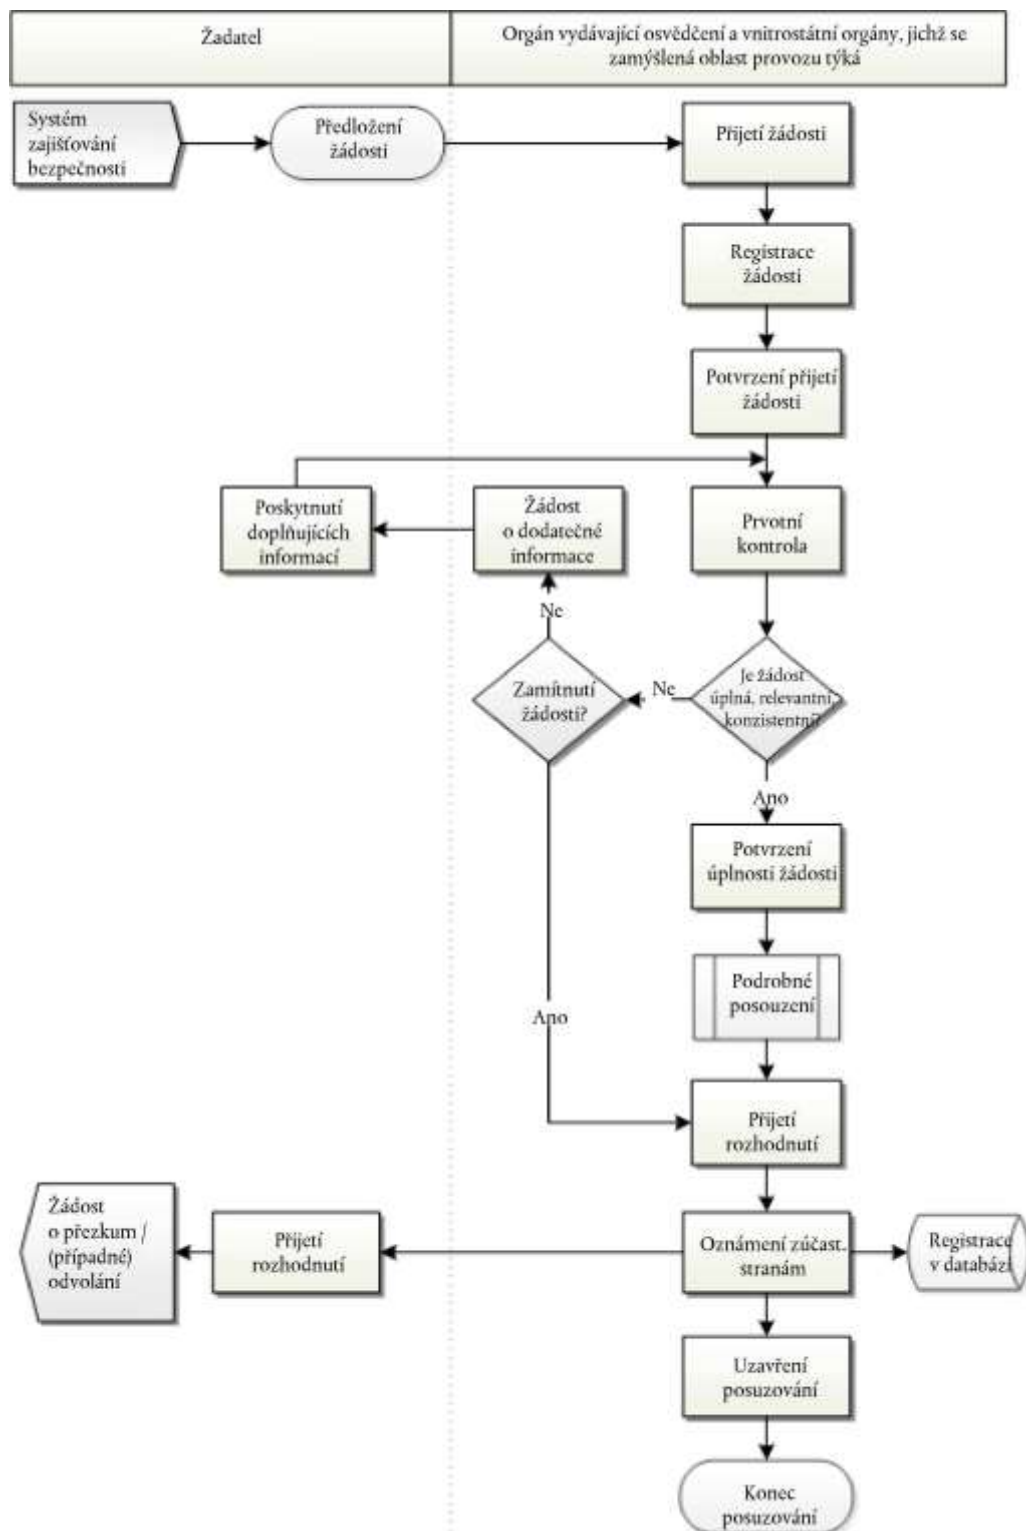 Žadatel
Orgán vydávající osvědčení a vnitrostátní orgány, jichž se
zamýšlená oblast provozu týká
Systém
zajišťování
bezpečnosti
Předložení
žádosti
Přijetí žádosti
Registrace
žádosti
Potvrzení přijetí
žádosti
Poskytnutí
doplňujících
informací
Žádost
o dodatečné
informace
Prvotní
kontrola
Ne
Zamítnutí
žádosti?
Ne
Je žádost
úplná, relevantní,
konzistentní?
Ano
Potvrzení
úplnosti žádosti
Podrobné
posouzení
Ano
Přijetí
rozhodnutí
Žádost
o přezkum /
(případné)
odvolání
Přijetí
rozhodnutí
Oznámení zúčast.
stranám
Registrace
v databázi
Uzavření
posuzování
Konec
posuzování